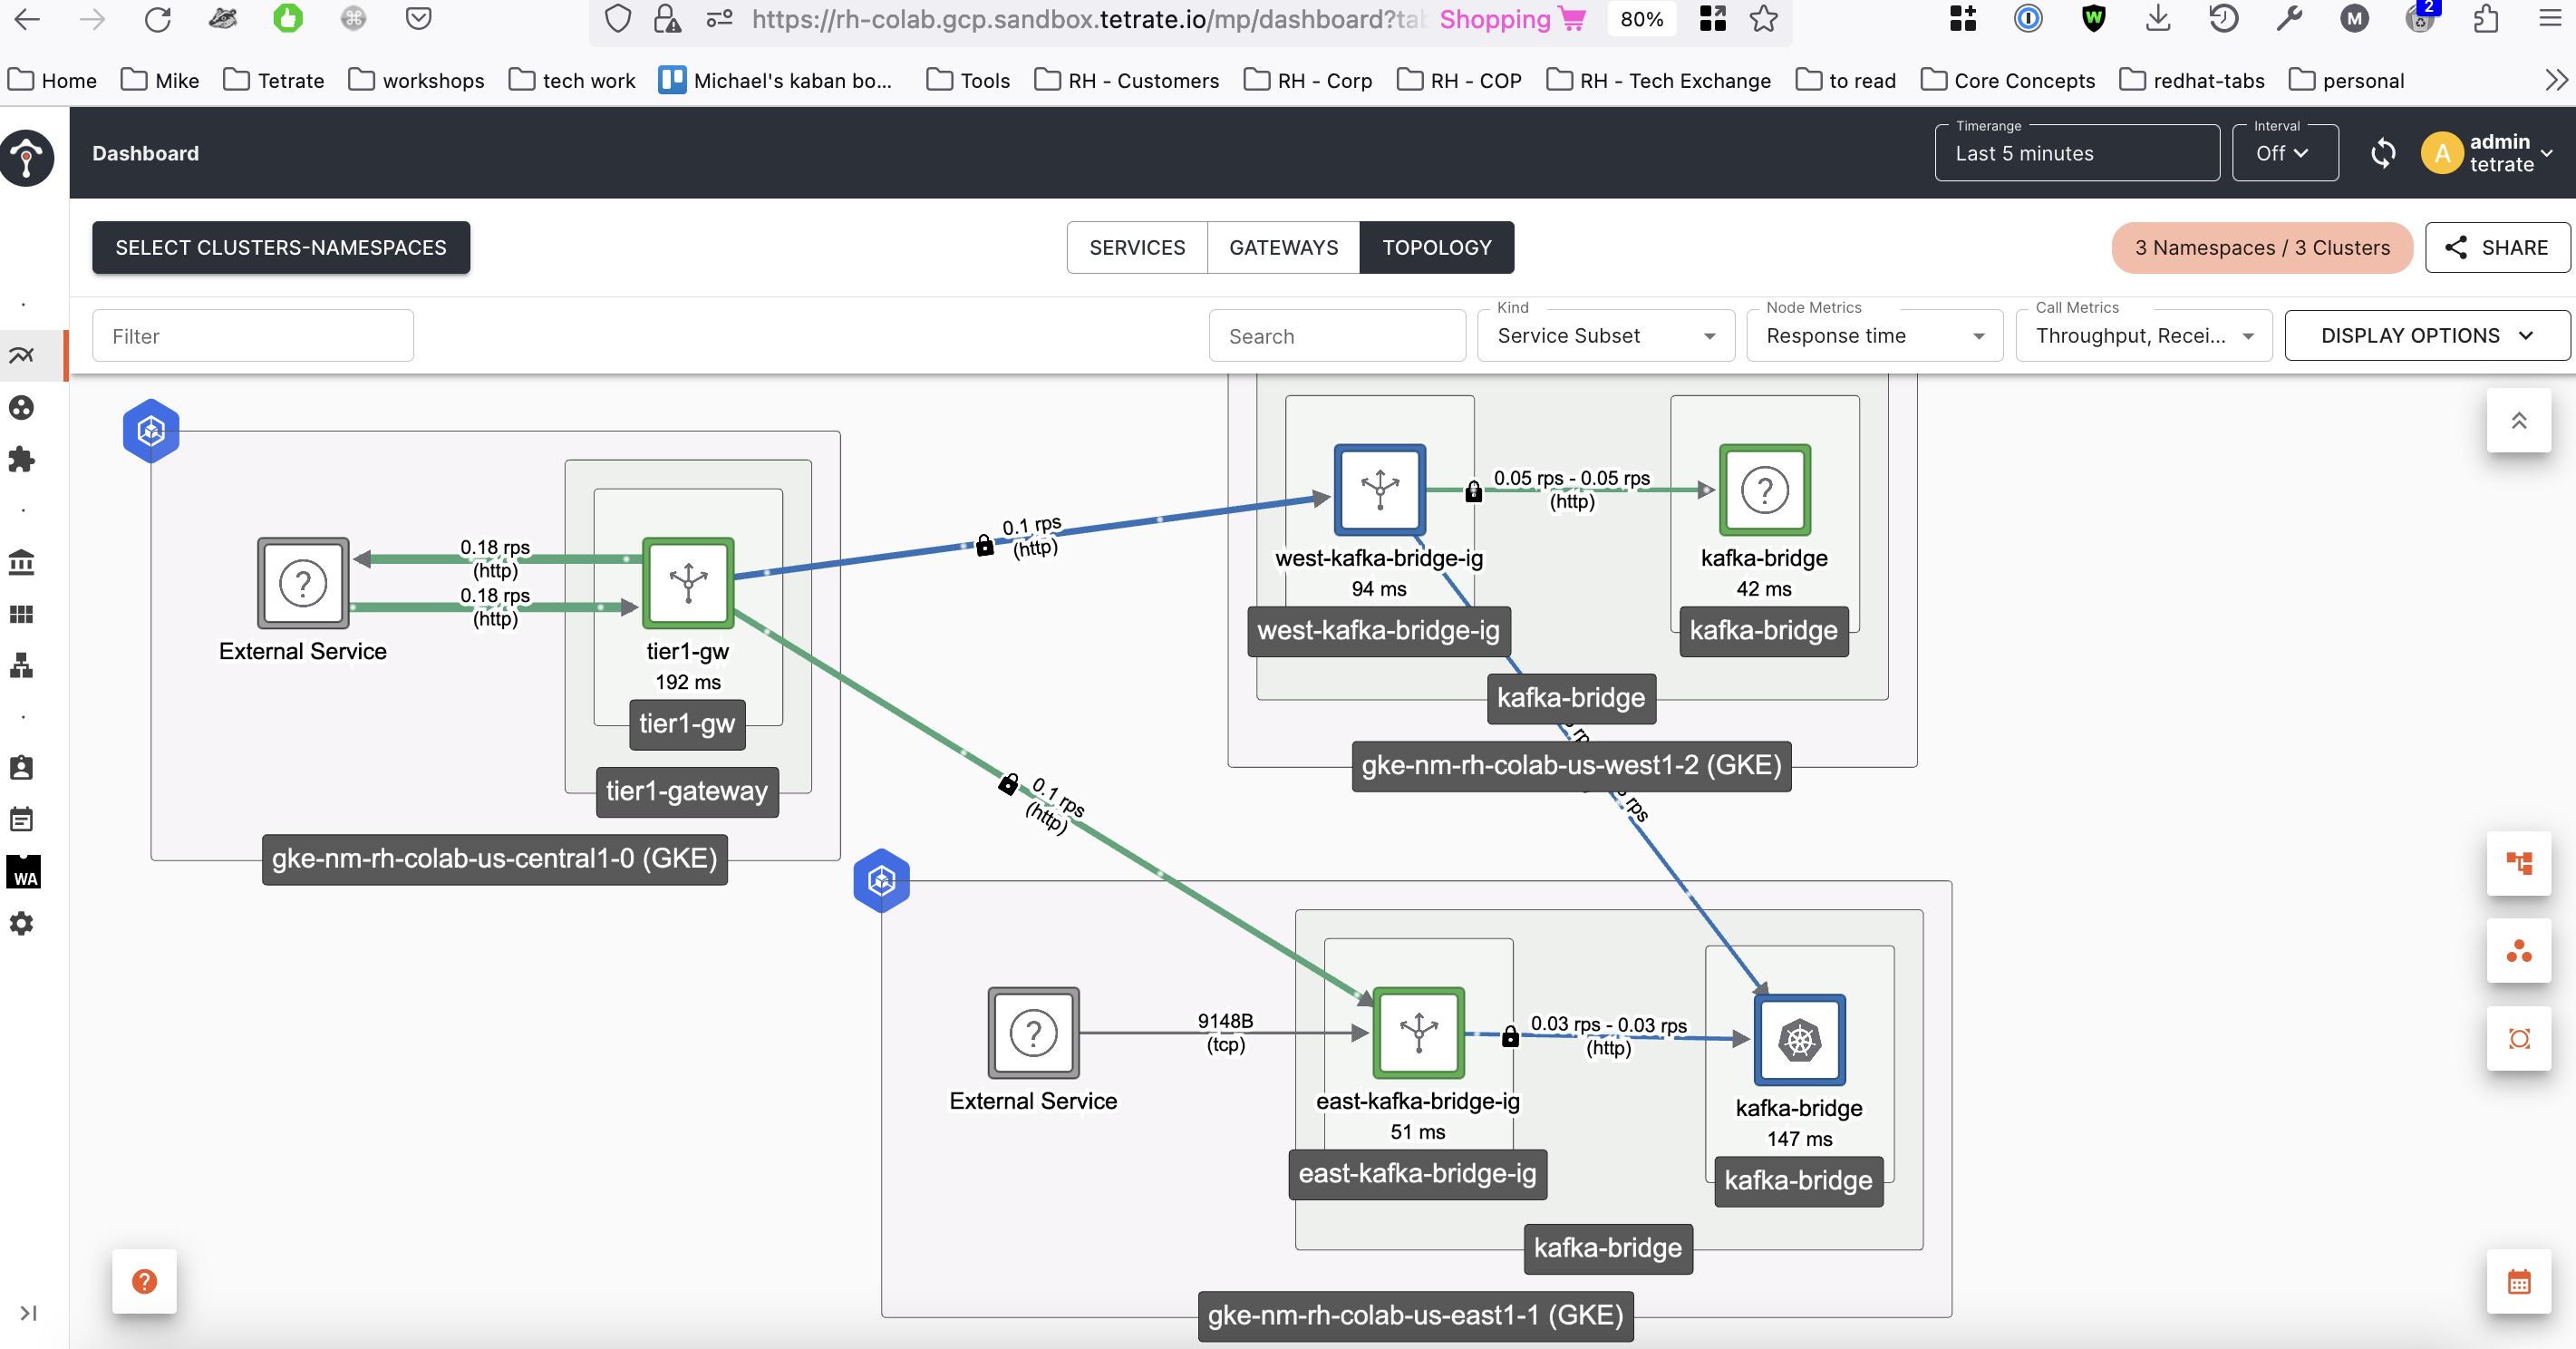 https://rh-colab.gcp.sandbox.tetrate.io/mp/dashboard?ta
Shopping
80%
W
M
2
Home
Mike
Tetrate
workshops
tech work
Michael's kaban bo...
Tools
RH - Customers
RH - Corp
RH - COP
RH - Tech Exchange
to read
Core Concepts
redhat-tabs
personal
Dashboard
Timerange
Last 5 minutes
Interval
Off
A
admin
tetrate
SELECT CLUSTERS-NAMESPACES
SERVICES
GATEWAYS
TOPOLOGY
3 Namespaces / 3 Clusters
SHARE
Filter
Search
Kind
Service Subset
Node Metrics
Response time
Call Metrics
Throughput, Recei...
DISPLAY OPTIONS
WA
0.18 rps
(http)
0.18 rps
(http)
External Service
tier1-gw
192 ms
tier1-gw
tier1-gateway
gke-nm-rh-colab-us-central1-0 (GKE)
0.1 rps
(http)
0.1 rps
(http)
0.05 rps - 0.05 rps
(http)
west-kafka-bridge-ig
94 ms
west-kafka-bridge-ig
kafka-bridge
42 ms
kafka-bridge
kafka-bridge
gke-nm-rh-colab-us-west1-2 (GKE)
rps
External Service
9148B
(tcp)
east-kafka-bridge-ig
51 ms
east-kafka-bridge-ig
0.03 rps - 0.03 rps
(http)
kafka-bridge
147 ms
kafka-bridge
kafka-bridge
gke-nm-rh-colab-us-east1-1 (GKE)